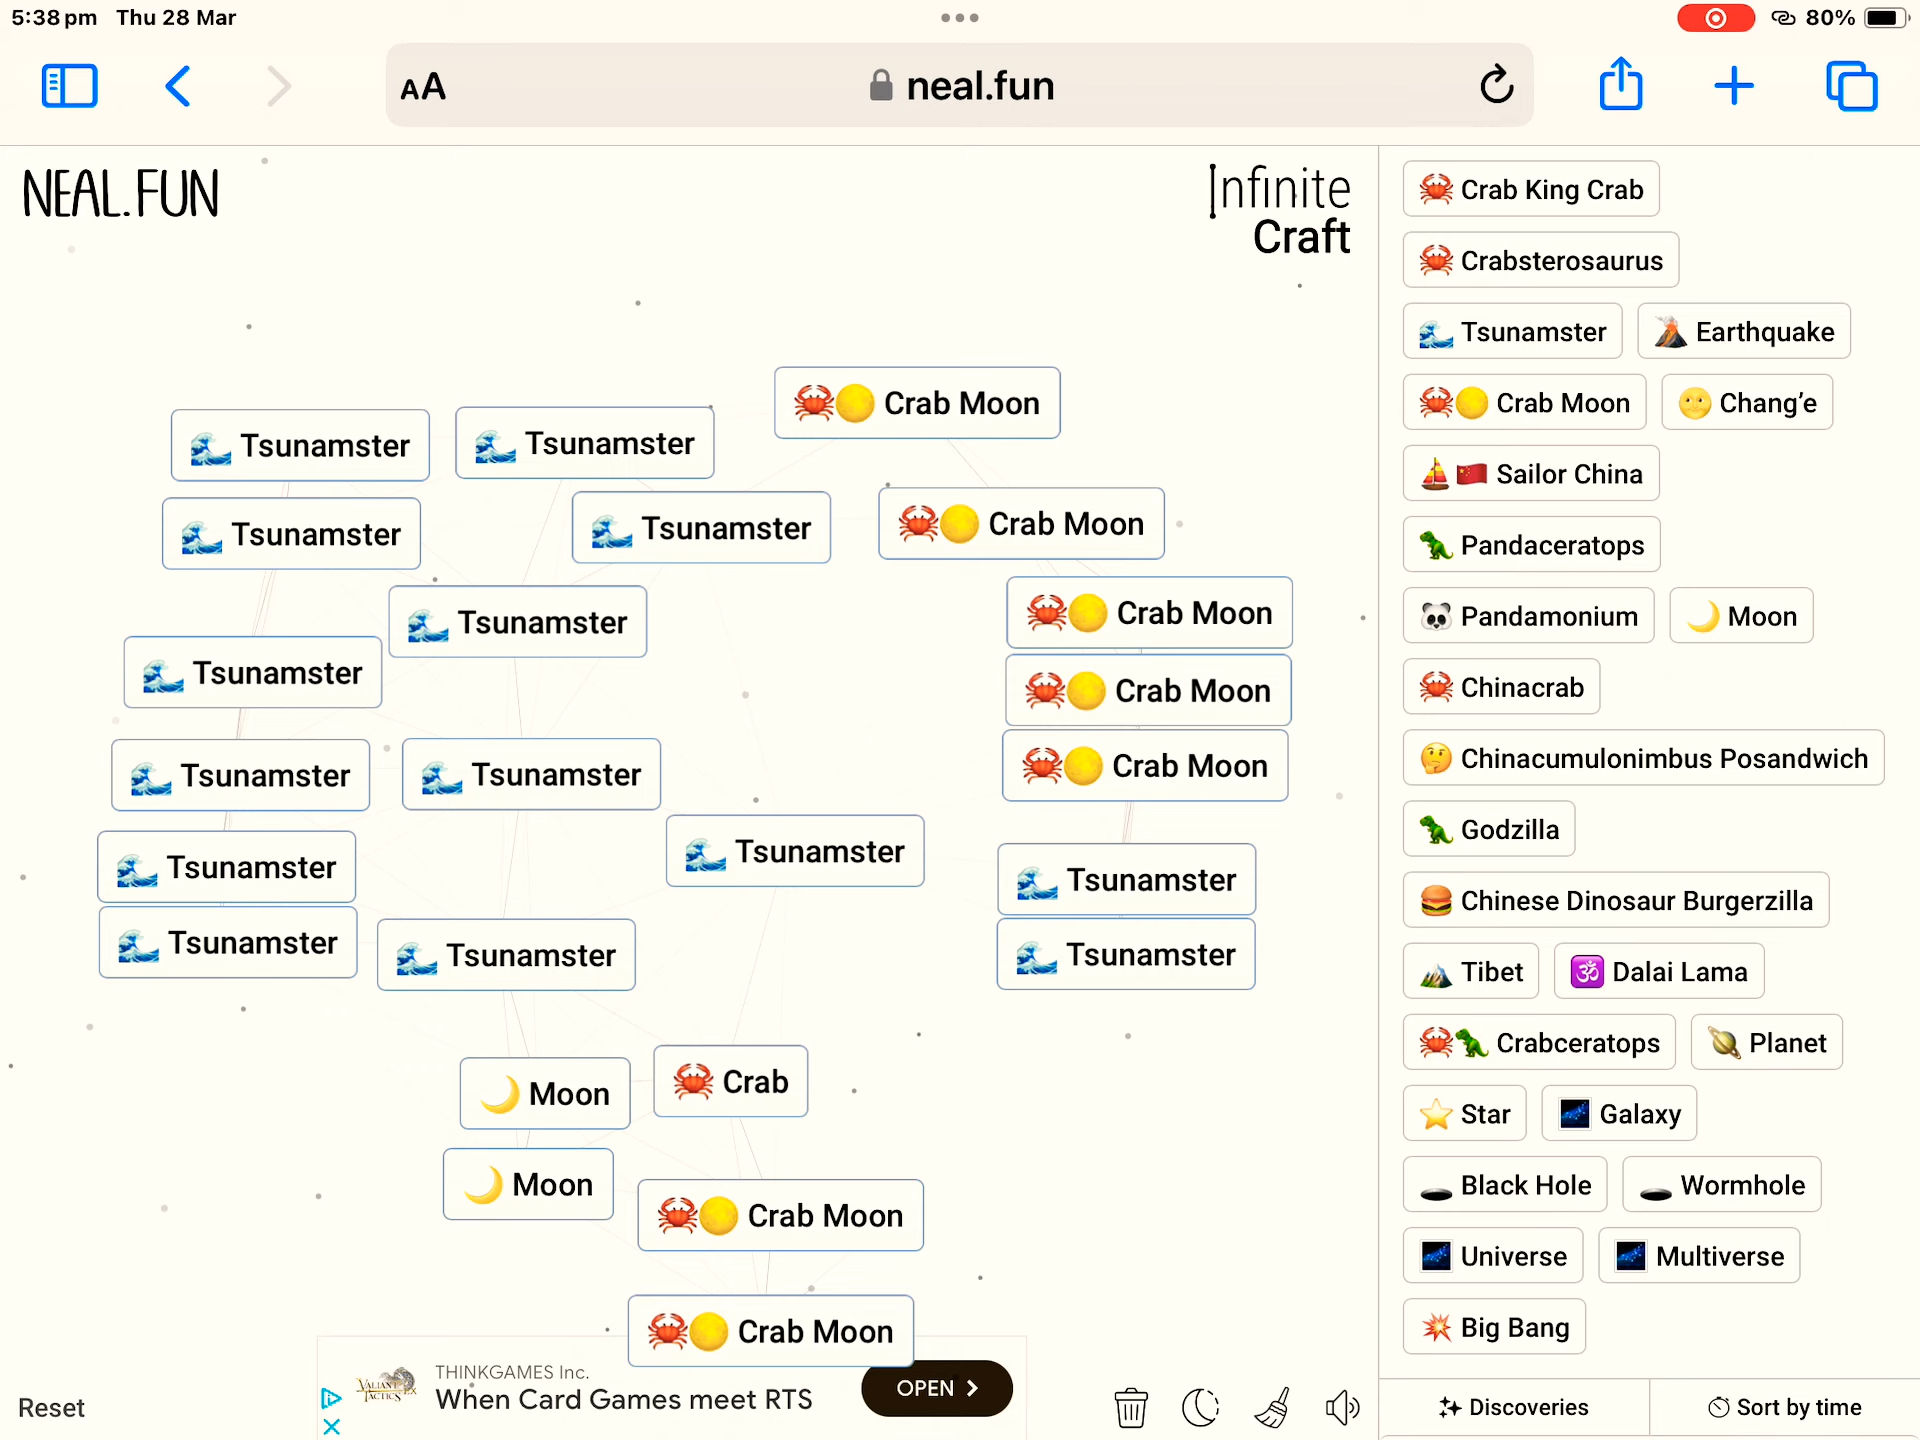 5:38 pm Thu 28 Mar
80%
AA
neal.fun
NEAL.FUN
Infinite
Craft
Crab Moon
Tsunamster
Tsunamster
Tsunamster
Tsunamster
Crab Moon
Tsunamster
Crab Moon
Tsunamster
Crab Moon
Tsunamster
Tsunamster
Crab Moon
Tsunamster
Tsunamster
Tsunamster
Tsunamster
Tsunamster
Tsunamster
Moon
Crab
Moon
Crab Moon
Crab Moon
THINKGAMES Inc.
When Card Games meet RTS
VALIANT
TACTICS EX
OPEN
Reset
Crab King Crab
Crabsterosaurus
Tsunamster Earthquake
Crab Moon Chang’e
Sailor China
Pandaceratops
Pandamonium Moon
Chinacrab
Chinacumulonimbus Posandwich
Godzilla
Chinese Dinosaur Burgerzilla
Tibet Dalai Lama
Crabceratops Planet
Star Galaxy
Black Hole Wormhole
Universe Multiverse
Big Bang
Discoveries Sort by time